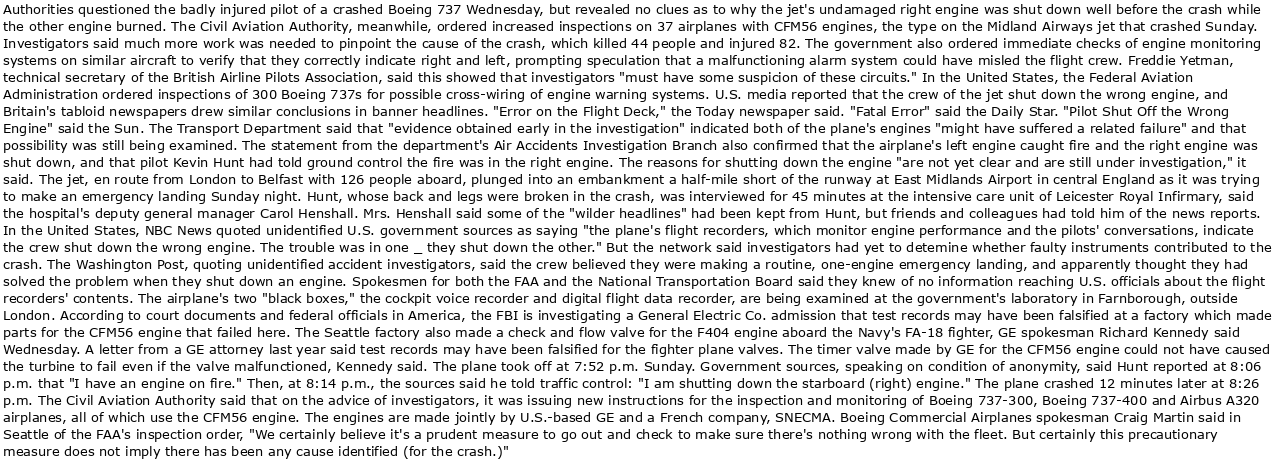 Authorities questioned the badly injured pilot of a crashed Boeing 737 Wednesday, but revealed no clues as to why the jet's undamaged right engine was shut down well before the crash while
the other engine burned. The Civil Aviation Authority, meanwhile, ordered increased inspections on 37 airplanes with CFM56 engines, the type on the Midland Airways jet that crashed Sunday.
Investigators said much more work was needed to pinpoint the cause of the crash, which killed 44 people and injured 82. The government also ordered immediate checks of engine monitoring
systems on similar aircraft to verify that they correctly indicate right and left, prompting speculation that a malfunctioning alarm system could have misled the flight crew. Freddie Yetman,
technical secretary of the British Airline Pilots Association, said this showed that investigators "must have some suspicion of these circuits." In the United States, the Federal Aviation
Administration ordered inspections of 300 Boeing 737s for possible cross-wiring of engine warning systems. U.S. media reported that the crew of the jet shut down the wrong engine, and
Britain's tabloid newspapers drew similar conclusions in banner headlines. "Error on the Flight Deck," the Today newspaper said. "Fatal Error" said the Daily Star. "Pilot Shut Off the Wrong
Engine" said the Sun. The Transport Department said that "evidence obtained early in the investigation" indicated both of the plane's engines "might have suffered a related failure" and that
possibility was still being examined. The statement from the department's Air Accidents Investigation Branch also confirmed that the airplane's left engine caught fire and the right engine was
shut down, and that pilot Kevin Hunt had told ground control the fire was in the right engine. The reasons for shutting down the engine "are not yet clear and are still under investigation," it
said. The jet, en route from London to Belfast with 126 people aboard, plunged into an embankment a half-mile short of the runway at East Midlands Airport in central England as it was trying
to make an emergency landing Sunday night. Hunt, whose back and legs were broken in the crash, was interviewed for 45 minutes at the intensive care unit of Leicester Royal Infirmary, said
the hospital's deputy general manager Carol Henshall. Mrs. Henshall said some of the "wilder headlines" had been kept from Hunt, but friends and colleagues had told him of the news reports.
In the United States, NBC News quoted unidentified U.S. government sources as saying "the plane's flight recorders, which monitor engine performance and the pilots' conversations, indicate
the crew shut down the wrong engine. The trouble was in one _ they shut down the other." But the network said investigators had yet to detemine whether faulty instruments contributed to the
crash. The Washington Post, quoting unidentified accident investigators, said the crew believed they were making a routine, one-engine emergency landing, and apparently thought they had
solved the problem when they shut down an engine. Spokesmen for both the FAA and the National Transportation Board said they knew of no information reaching U.S. officials about the flight
recorders' contents. The airplane's two "black boxes," the cockpit voice recorder and digital flight data recorder, are being examined at the government's laboratory in Farnborough, outside
London. According to court documents and federal officials in America, the FBI is investigating a General Electric Co. admission that test records may have been falsified at a factory which made
parts for the CFM56 engine that failed here. The Seattle factory also made a check and flow valve for the F404 engine aboard the Navy's FA-18 fighter, GE spokesman Richard Kennedy said
Wednesday. A letter from a GE attorney last year said test records may have been falsified for the fighter plane valves. The timer valve made by GE for the CFM56 engine could not have caused
the turbine to fail even if the valve malfunctioned, Kennedy said. The plane took off at 7:52 p.m. Sunday. Government sources, speaking on condition of anonymity, said Hunt reported at 8:06
p.m. that "I have an engine on fire." Then, at 8:14 p.m., the sources said he told traffic control: "I am shutting down the starboard (right) engine." The plane crashed 12 minutes later at 8:26
p.m. The Civil Aviation Authority said that on the advice of investigators, it was issuing new instructions for the inspection and monitoring of Boeing 737-300, Boeing 737-400 and Airbus A320
airplanes, all of which use the CFM56 engine. The engines are made jointly by U.S.-based GE and a French company, SNECMA. Boeing Commercial Airplanes spokesman Craig Martin said in
Seattle of the FAA's inspection order, "We certainly believe it's a prudent measure to go out and check to make sure there's nothing wrong with the fleet. But certainly this precautionary
measure does not imply there has been any cause identified (for the crash.)"